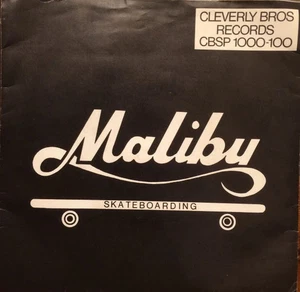 CLEVERLY BROS
RECORDS
CBSP 1000-100
Malibu
SKATEBOARDING